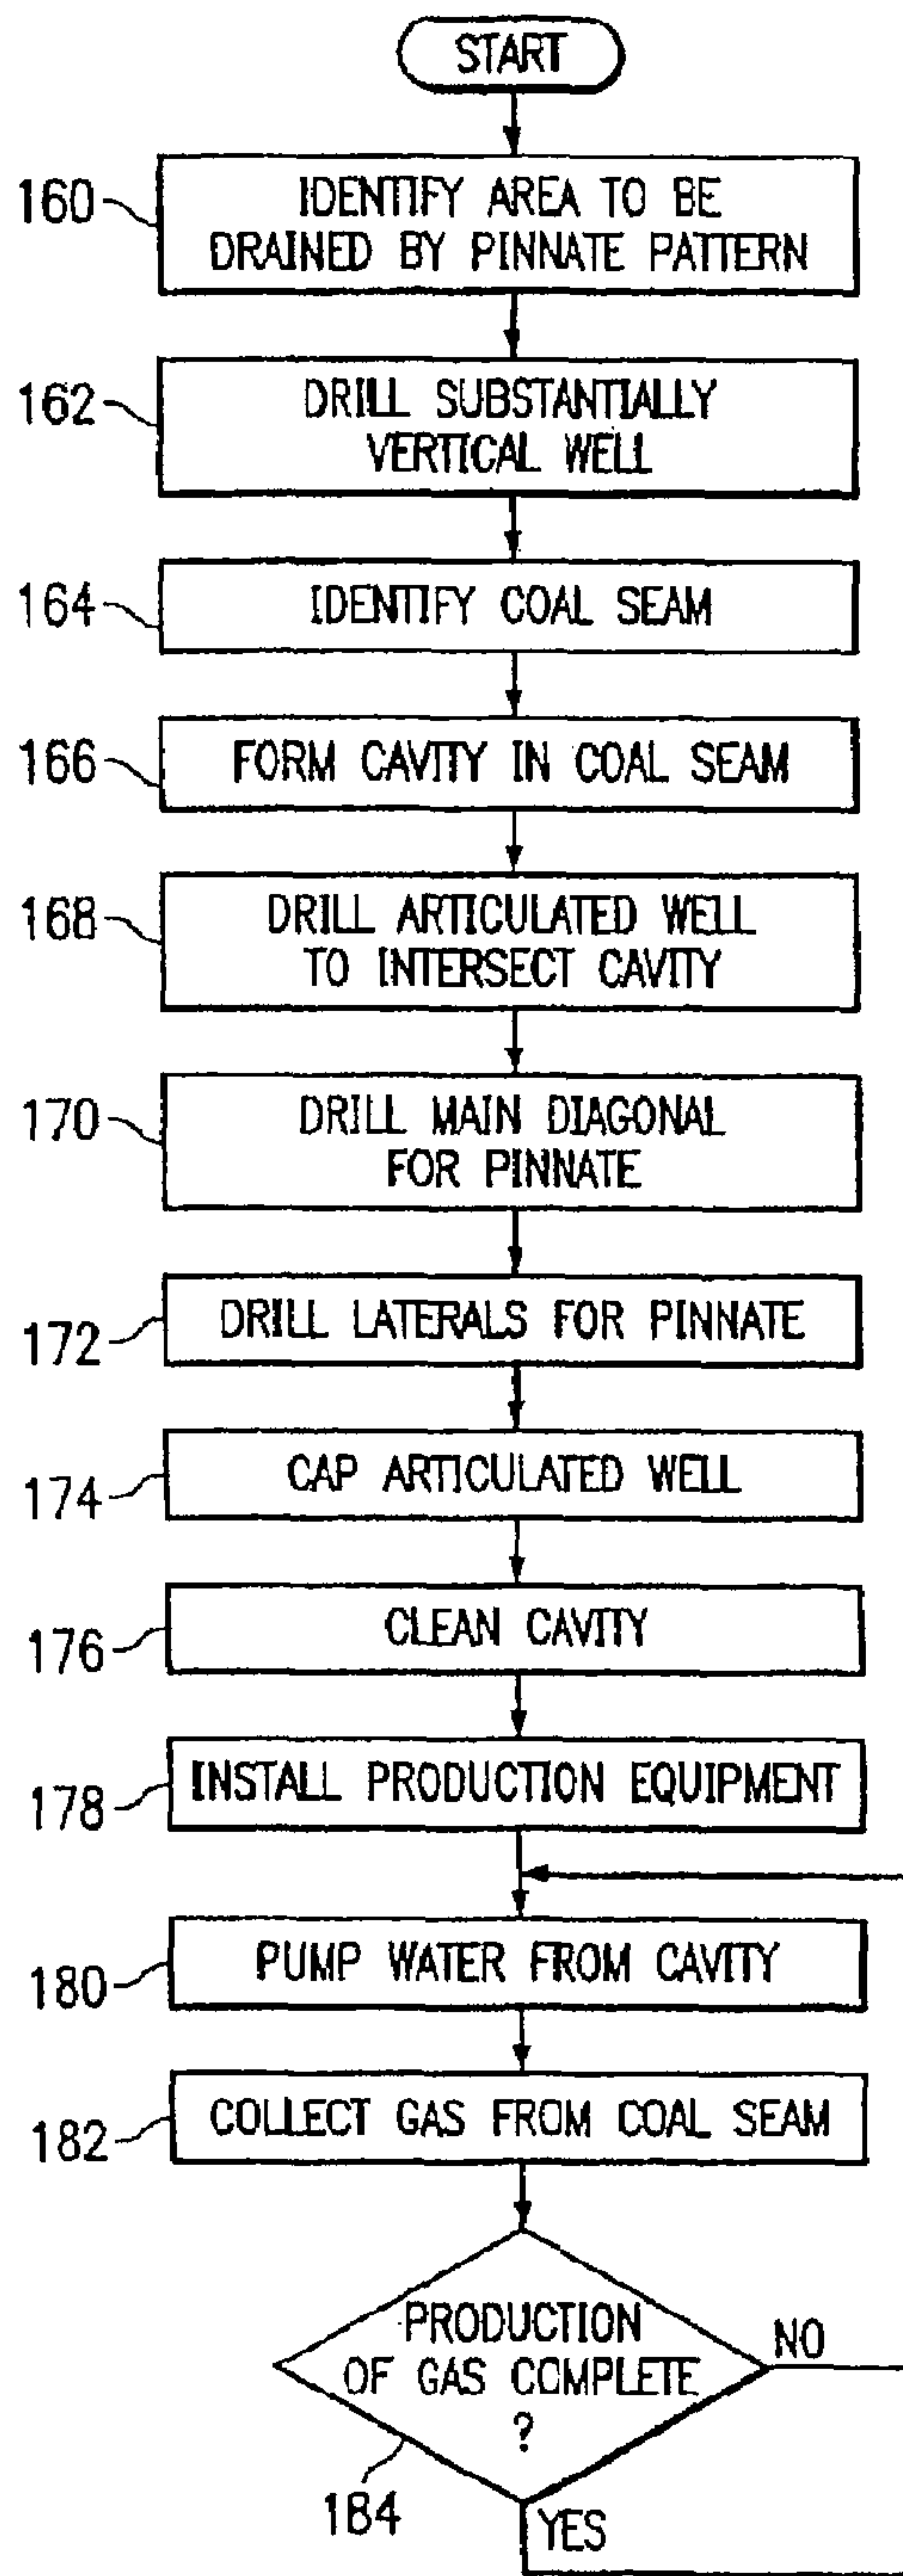 START
160
IDENTIFY AREA TO BE
DRAINED BY PINNATE PATTERN
162
DRILL SUBSTANTIALLY
VERTICAL WELL
164
IDENTIFY COAL SEAM
166
FORM CAVITY IN COAL SEAM
168
DRILL ARTICULATED WELL
TO INTERSECT CAVITY
170
DRILL MAIN DIAGONAL
FOR PINNATE
172
DRILL LATERALS FOR PINNATE
174
CAP ARTICULATED WELL
176
CLEAN CAVITY
178
INSTALL PRODUCTION EQUIPMENT
180
PUMP WATER FROM CAVITY
182
COLLECT GAS FROM COAL SEAM
PRODUCTION
OF GAS COMPLETE
?
NO
184
YES